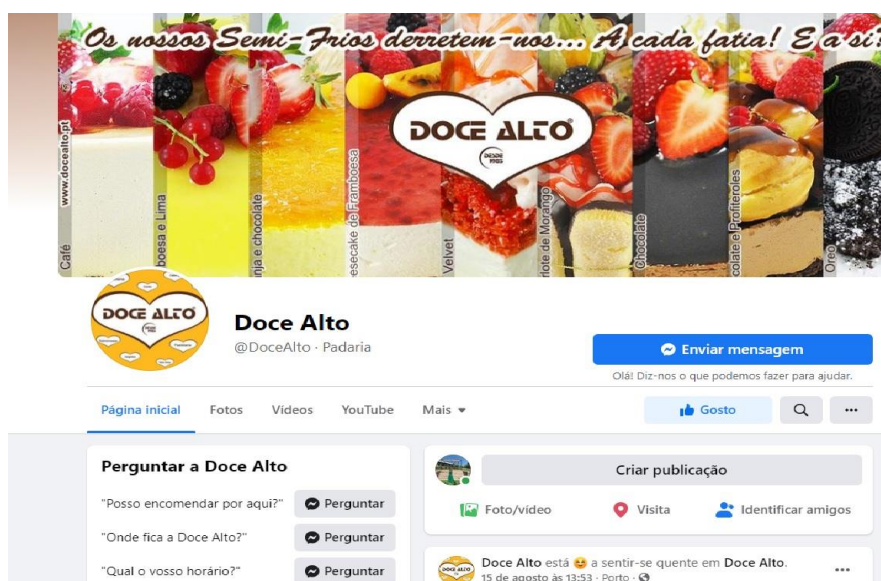 Os nossos Semi-Frios derretem-nos... A cada fatia! E a si?
www.docealto.pt
Café
boesa e Lima
nja e chocolate
esecake de Framboesa
Velvet
rlote de Morango
Chocolate
colate e Profiteroles
Oreo
DOCE ALTO
DESDE
1985
DOCE ALTO
Doce Alto
@DoceAlto · Padaria
Enviar mensagem
Olá! Diz-nos o que podemos fazer para ajudar.
Página inicial Fotos Vídeos YouTube Mais
Gosto
Perguntar a Doce Alto
"Posso encomendar por aqui?" Perguntar
"Onde fica a Doce Alto?" Perguntar
"Qual o vosso horário?" Perguntar
Criar publicação
Foto/vídeo Visita Identificar amigos
Doce Alto está a sentir-se quente em Doce Alto.
15 de agosto às 13:53 · Porto ·